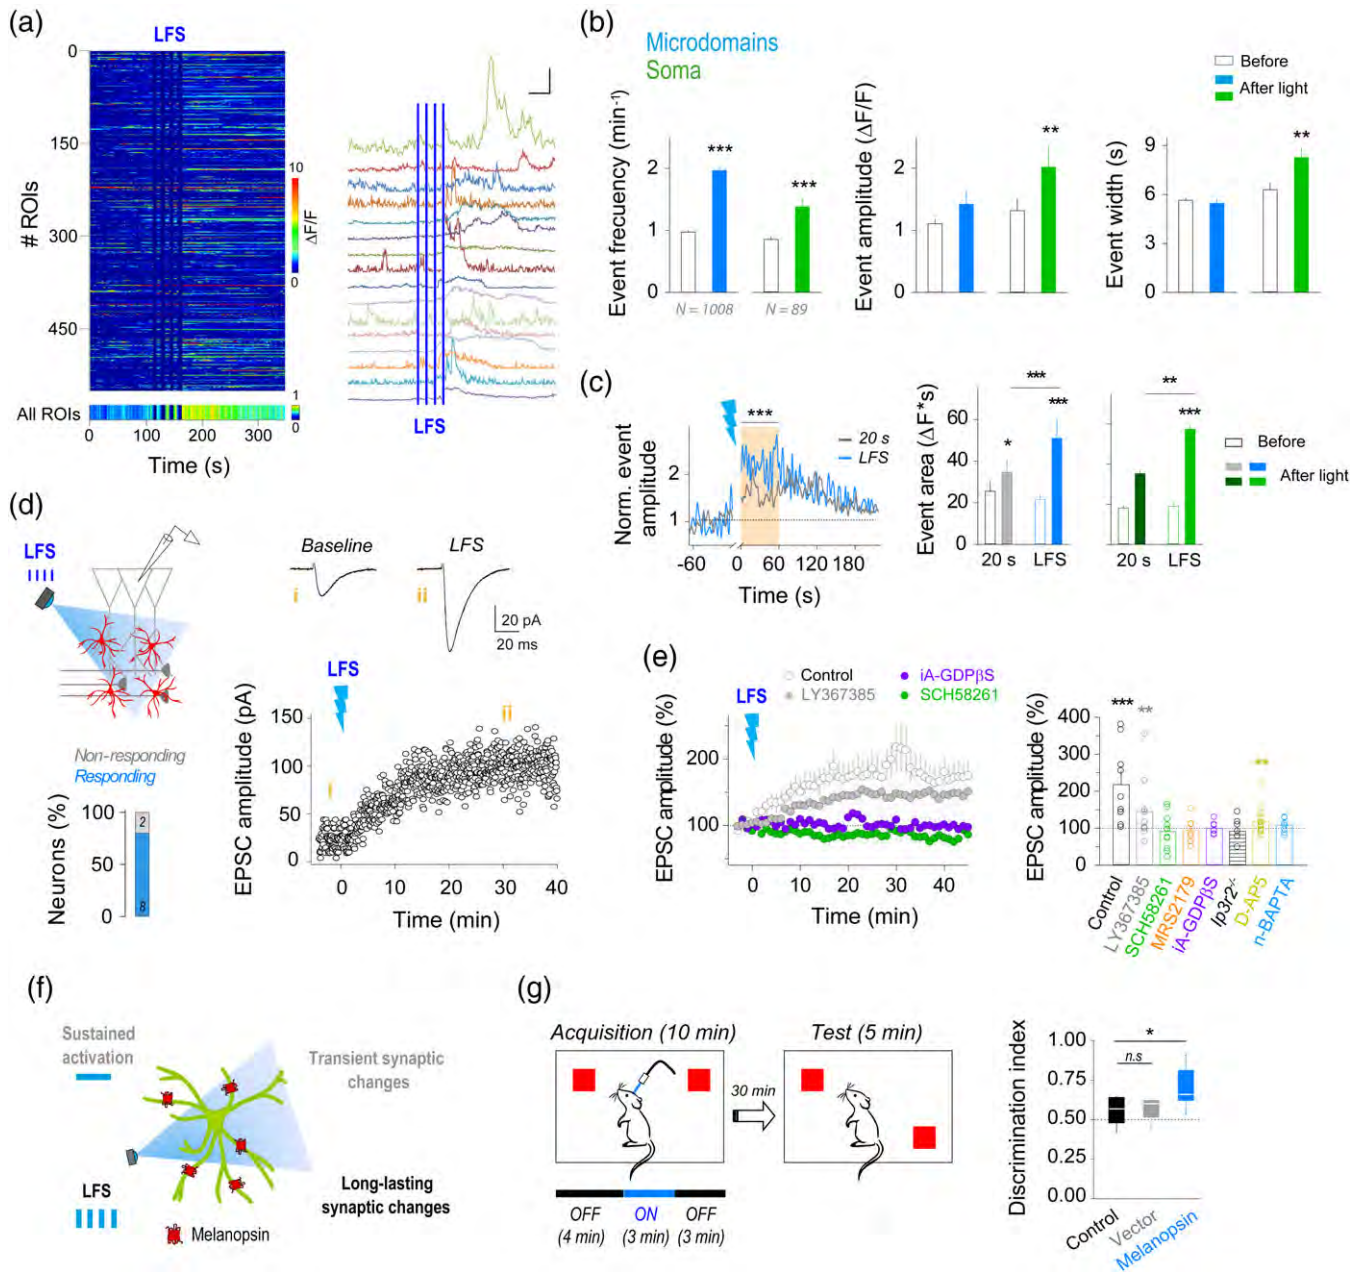 (a)
LFS
0
150
300
450
# ROIs
10
0
ΔF/F
All ROIs
1
0
0
100
200
300
Time (s)
LFS
(b)
Microdomains
Soma
Before
After light
Event frecuency (min-1)
2
1
0
***
***
N = 1008
N = 89
Event amplitude (ΔF/F)
2
1
0
**
Event width (s)
9
6
3
0
**
(c)
Norm. event
amplitude
2
1
***
20 s
LFS
-60
0
60
120
180
Time (s)
Event area (ΔF*s)
60
40
20
0
***
*
***
20 s
LFS
**
***
20 s
LFS
Before
After light
(d)
LFS
Non-responding
Responding
Neurons (%)
100
50
0
2
8
Baseline
LFS
i
ii
20 pA
20 ms
LFS
EPSC amplitude (pA)
150
100
50
0
i
ii
0
10
20
30
40
Time (min)
(e)
LFS
Control
LY367385
iA-GDPβS
SCH58261
EPSC amplitude (%)
200
100
0
10
20
30
40
Time (min)
EPSC amplitude (%)
400
300
200
100
0
***
**
**
Control
LY367385
SCH58261
MRS2179
iA-GDPβS
Ip3r2-/-
D-AP5
n-BAPTA
(f)
Sustained
activation
Transient synaptic
changes
LFS
Long-lasting
synaptic changes
Melanopsin
(g)
Acquisition (10 min)
Test (5 min)
30 min
OFF
(4 min)
ON
(3 min)
OFF
(3 min)
Discrimination index
1.00
0.75
0.50
0.25
0.00
*
n.s
Control
Vector
Melanopsin